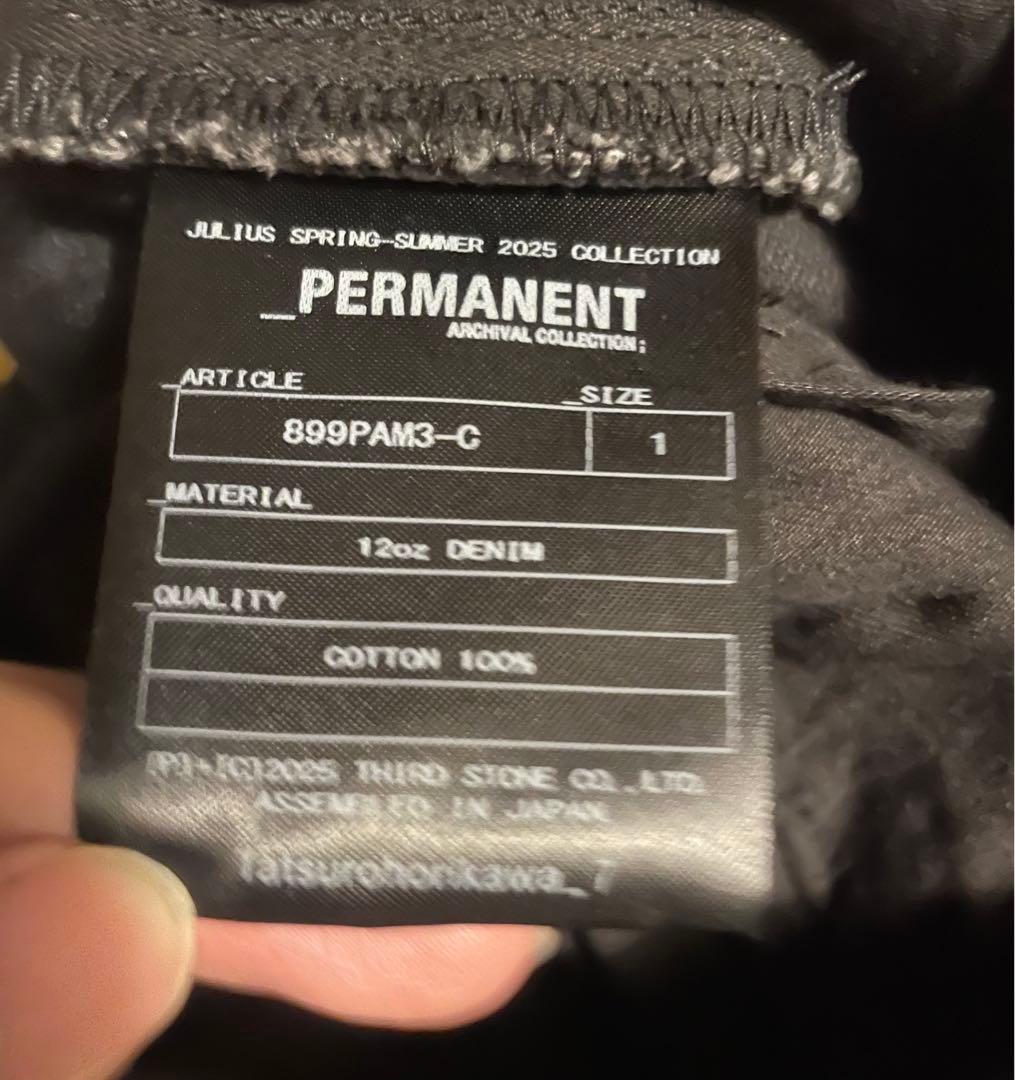 JULIUS SPRING-SUMMER 2025 COLLECTION
_PERMANENT
ARCHIVAL COLLECTION;
_ARTICLE
_SIZE
899PAM3-C
1
_MATERIAL
12oz DENIM
_QUALITY
COTTON 100%
(P)+(C)2025 THIRD STONE CO.,LTD.
ASSEMBLED IN JAPAN.
Tatsurohorikawa_7